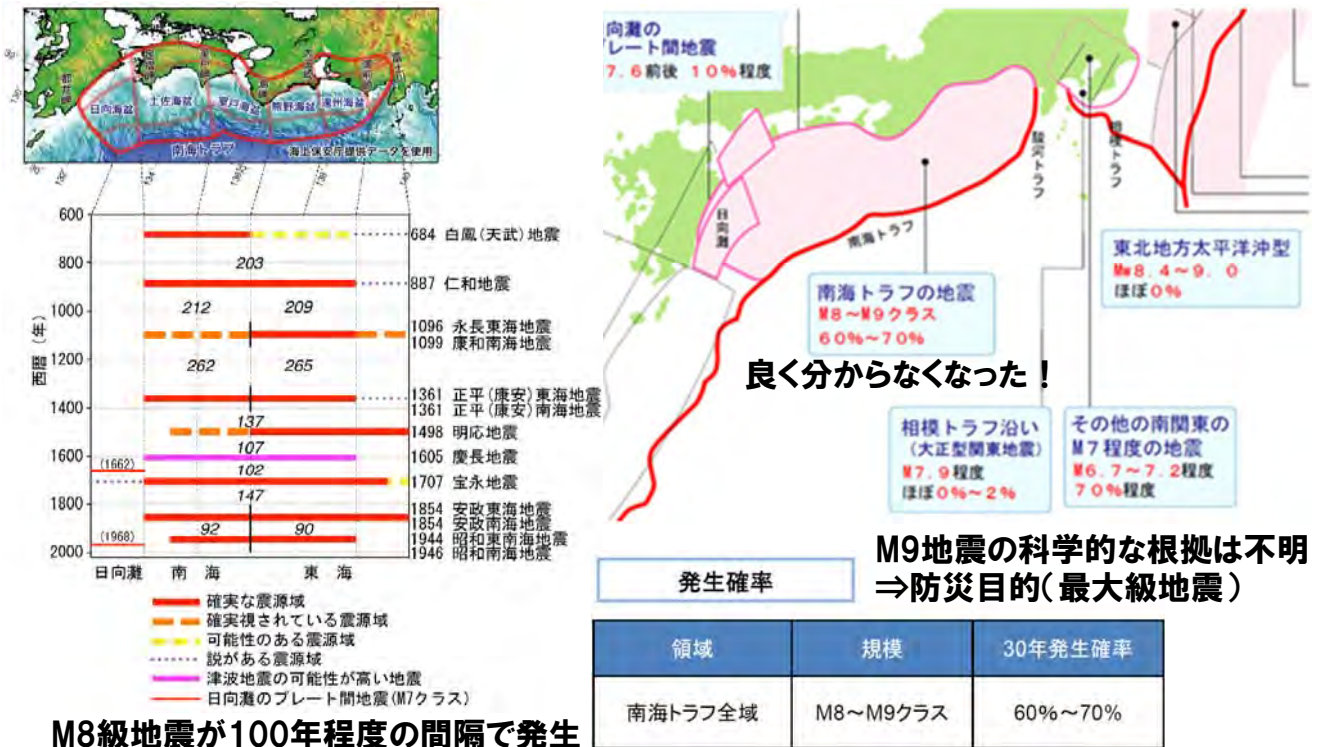 日向海盆
土佐海盆
室戸海盆
熊野海盆
遠州海盆
南海トラフ
海上保安庁提供データを使用
132
134
138
140
西暦(年)
600
800
1000
1200
1400
1600
1800
2000
203
212
209
262
265
137
107
102
147
92
90
(1662)
(1968)
684 白鳳(天武)地震
887 仁和地震
1096 永長東海地震
1099 康和南海地震
1361 正平(康安)東海地震
1361 正平(康安)南海地震
1498 明応地震
1605 慶長地震
1707 宝永地震
1854 安政東海地震
1854 安政南海地震
1944 昭和東南海地震
1946 昭和南海地震
日向灘 南海 東海
確実な震源域
確実視されている震源域
可能性のある震源域
説がある震源域
津波地震の可能性が高い地震
日向灘のプレート間地震(M7クラス)
M8級地震が100年程度の間隔で発生
向灘の
レート間地震
7.6前後 10%程度
日向灘
南海トラフ
駿河トラフ
相模トラフ
東北地方太平洋沖型
Mw8.4~9.0
ほぼ0%
南海トラフの地震
M8~M9クラス
60%~70%
良く分からなくなった!
相模トラフ沿い
(大正型関東地震)
M7.9程度
ほぼ0%~2%
その他の南関東の
M7程度の地震
M6.7~7.2程度
70%程度
M9地震の科学的な根拠は不明
⇒防災目的(最大級地震)
発生確率
領域 規模 30年発生確率
南海トラフ全域 M8~M9クラス 60%~70%